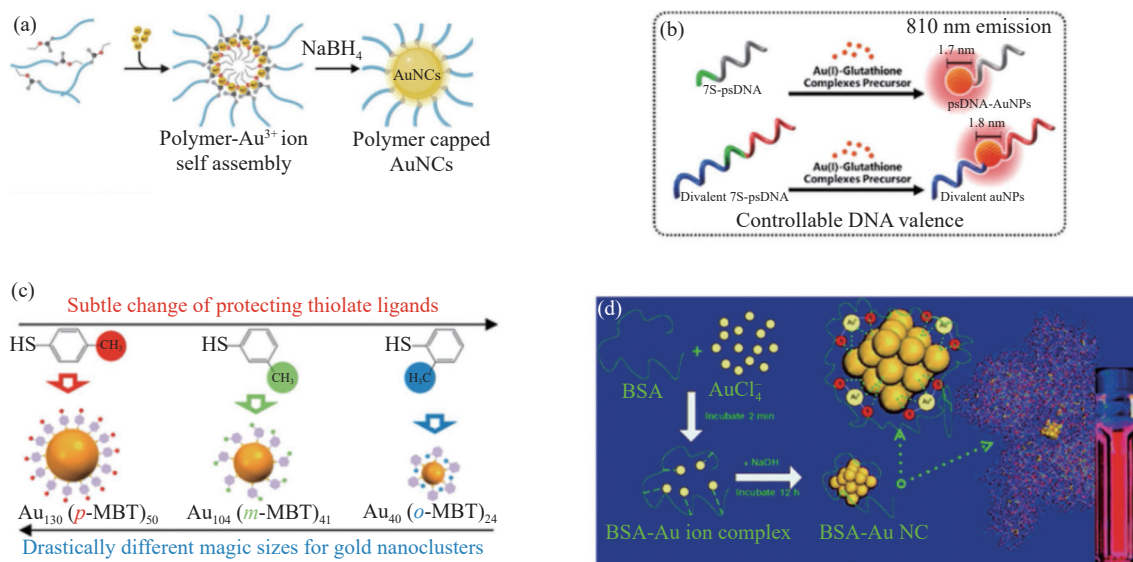 (a)
NaBH₄
AuNCs
Polymer-Au³⁺ ion
self assembly
Polymer capped
AuNCs
(b)
810 nm emission
1.7 nm
7S-psDNA
Au(I)-Glutathione
Complexes Precursor
psDNA-AuNPs
1.8 nm
Divalent 7S-psDNA
Au(I)-Glutathione
Complexes Precursor
Divalent auNPs
Controllable DNA valence
(c)
Subtle change of protecting thiolate ligands
HS
CH₃
HS
CH₃
HS
H₃C
Au₁₃₀ (p-MBT)₅₀
Au₁₀₄ (m-MBT)₄₁
Au₄₀ (o-MBT)₂₄
Drastically different magic sizes for gold nanoclusters
(d)
BSA
+
AuCl₄⁻
Incubate 2 min
+ NaOH
Incubate 12 h
BSA-Au ion complex
BSA-Au NC